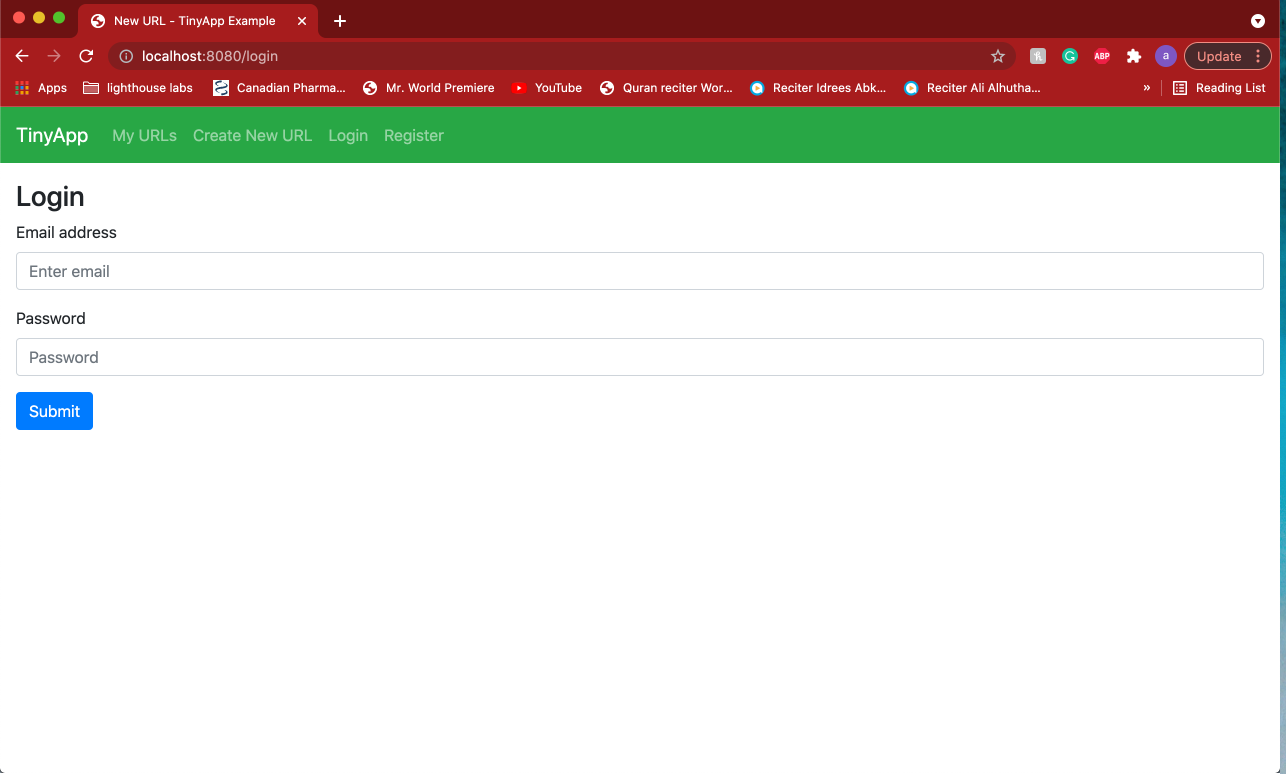 New URL - TinyApp Example
localhost:8080/login
ABP
a
Update
Apps
lighthouse labs
Canadian Pharma...
Mr. World Premiere
YouTube
Quran reciter Wor...
Reciter Idrees Abk...
Reciter Ali Alhutha...
»
Reading List
TinyApp My URLs Create New URL Login Register
Login
Email address
Enter email
Password
Password
Submit